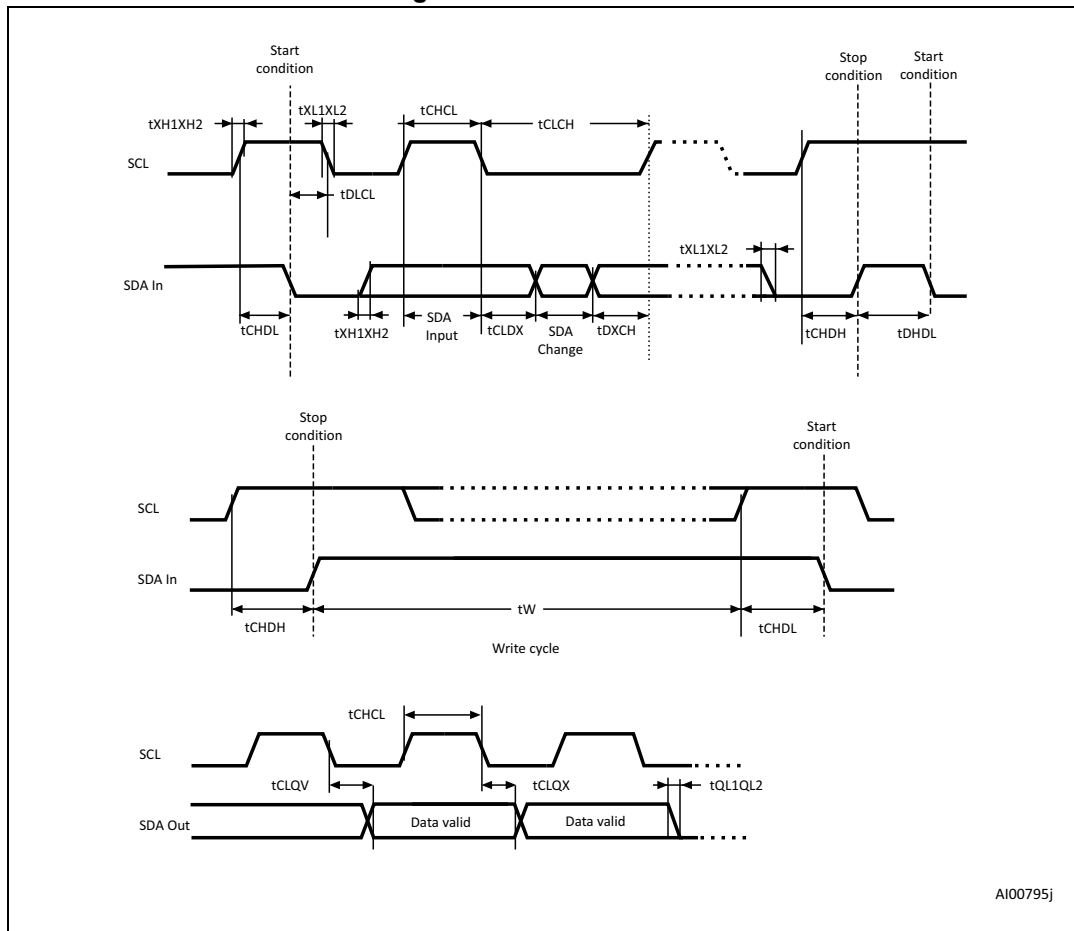 g
Start
condition
Stop
condition
Start
condition
tXH1XH2
tXL1XL2
tCHCL
tCLCH
SCL
tDLCL
tXL1XL2
SDA In
tCHDL
tXH1XH2
SDA
Input
tCLDX
SDA
Change
tDXCH
tCHDH
tDHDL
Stop
condition
Start
condition
SCL
SDA In
tCHDH
tW
tCHDL
Write cycle
tCHCL
SCL
tCLQV
tCLQX
tQL1QL2
SDA Out
Data valid
Data valid
AI00795j